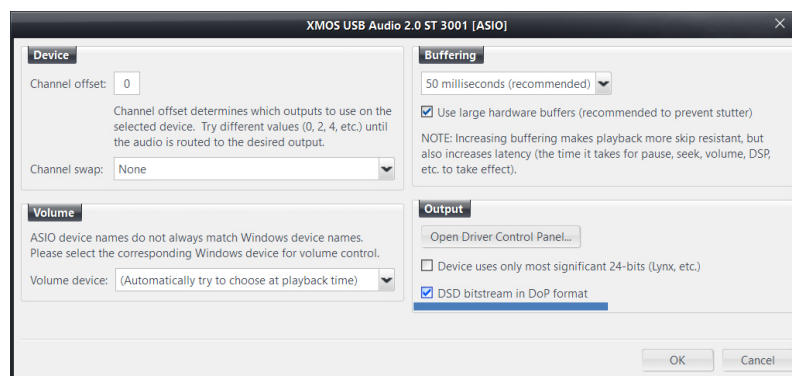 XMOS USB Audio 2.0 ST 3001 [ASIO]
Device
Channel offset: 0
Channel offset determines which outputs to use on the
selected device. Try different values (0, 2, 4, etc.) until
the audio is routed to the desired output.
Channel swap: None
Volume
ASIO device names do not always match Windows device names.
Please select the corresponding Windows device for volume control.
Volume device: (Automatically try to choose at playback time)
Buffering
50 milliseconds (recommended)
Use large hardware buffers (recommended to prevent stutter)
NOTE: Increasing buffering makes playback more skip resistant, but
also increases latency (the time it takes for pause, seek, volume, DSP,
etc. to take effect).
Output
Open Driver Control Panel...
Device uses only most significant 24-bits (Lynx, etc.)
DSD bitstream in DoP format
OK Cancel